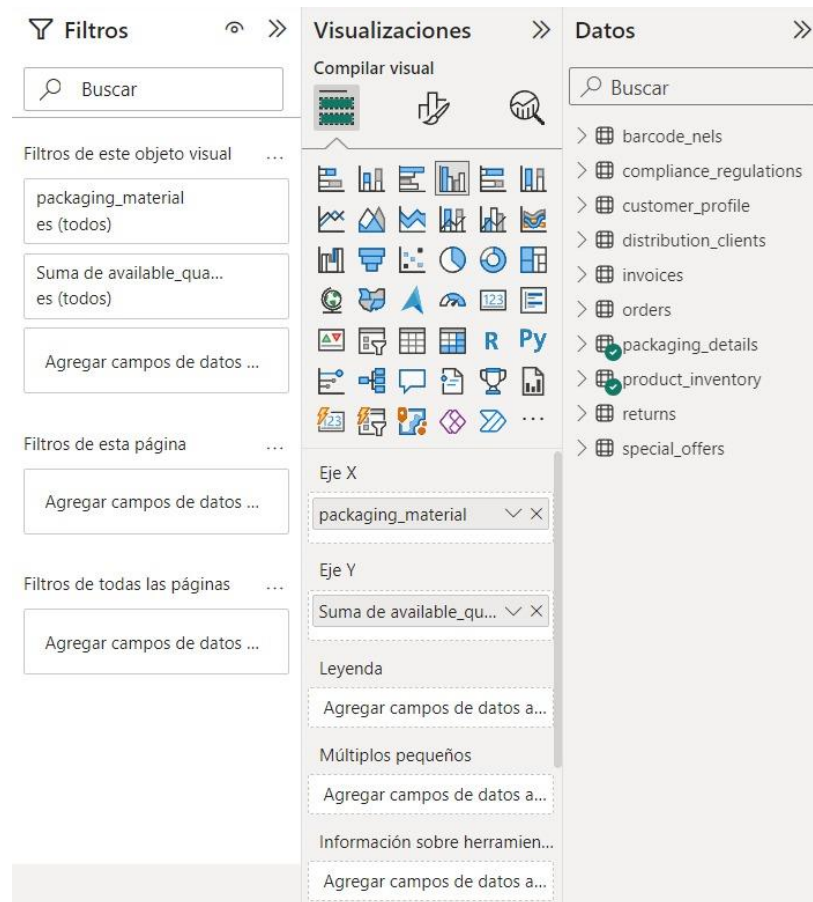 Filtros
Buscar
Filtros de este objeto visual ...
packaging_material
es (todos)
Suma de available_qua...
es (todos)
Agregar campos de datos ...
Filtros de esta página ...
Agregar campos de datos ...
Filtros de todas las páginas ...
Agregar campos de datos ...
Visualizaciones
Compilar visual
123
R Py
123
...
Eje X
packaging_material
Eje Y
Suma de available_qu...
Leyenda
Agregar campos de datos a...
Múltiplos pequeños
Agregar campos de datos a...
Información sobre herramien...
Agregar campos de datos a...
Datos
Buscar
barcode_nels
compliance_regulations
customer_profile
distribution_clients
invoices
orders
packaging_details
product_inventory
returns
special_offers